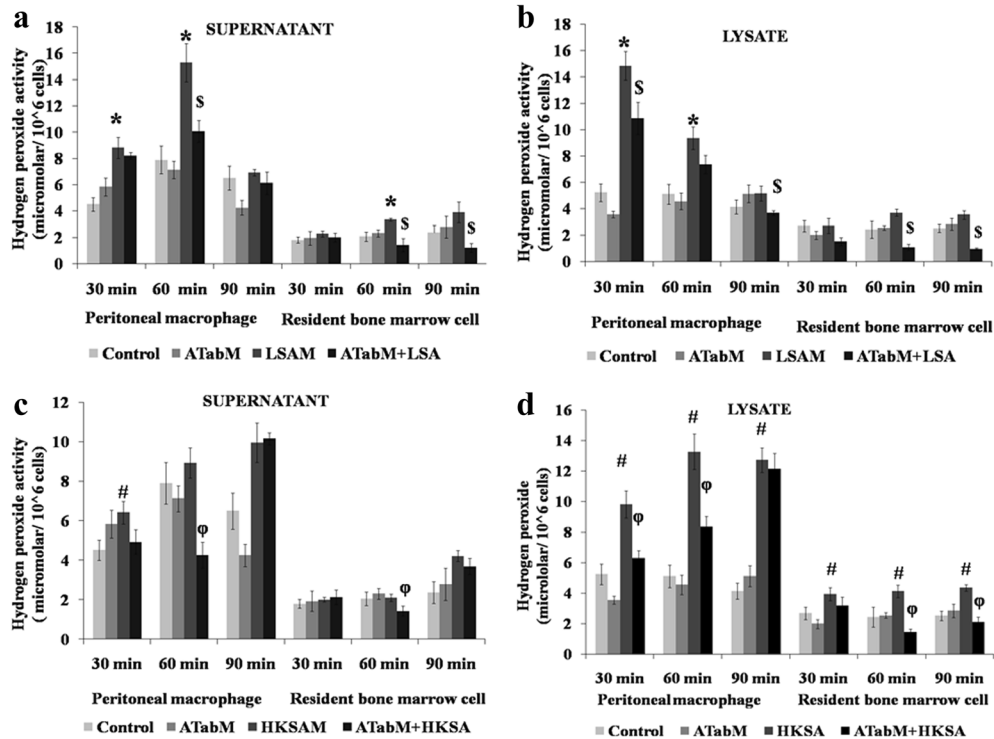 a
SUPERNATANT
Hydrogen peroxide activity
(micromolar/ 10^6 cells)
18
16
14
12
10
8
6
4
2
0
*
*
$
*
$
$
30 min 60 min 90 min 30 min 60 min 90 min
Peritoneal macrophage Resident bone marrow cell
Control ATabM LSAM ATabM+LSA
b
LYSATE
Hydrogen peroxide activity
(micromolar/ 10^6 cells)
18
16
14
12
10
8
6
4
2
0
*
$
*
$
$
$
30 min 60 min 90 min 30 min 60 min 90 min
Peritoneal macrophage Resident bone marrow cell
Control ATabM LSAM ATabM+LSA
c
SUPERNATANT
Hydrogen peroxide activity
( micromolar/ 10^6 cells)
12
10
8
6
4
2
0
#
φ
φ
30 min 60 min 90 min 30 min 60 min 90 min
Peritoneal macrophage Resident bone marrow cell
Control ATabM HKSAM ATabM+HKSA
d
LYSATE
Hydrogen peroxide
(micrololar/ 10^6 cells)
16
14
12
10
8
6
4
2
0
#
φ
#
φ
#
#
#
φ
#
φ
30 min 60 min 90 min 30 min 60 min 90 min
Peritoneal macrophage Resident bone marrow cell
Control ATabM HKSA ATabM+HKSA